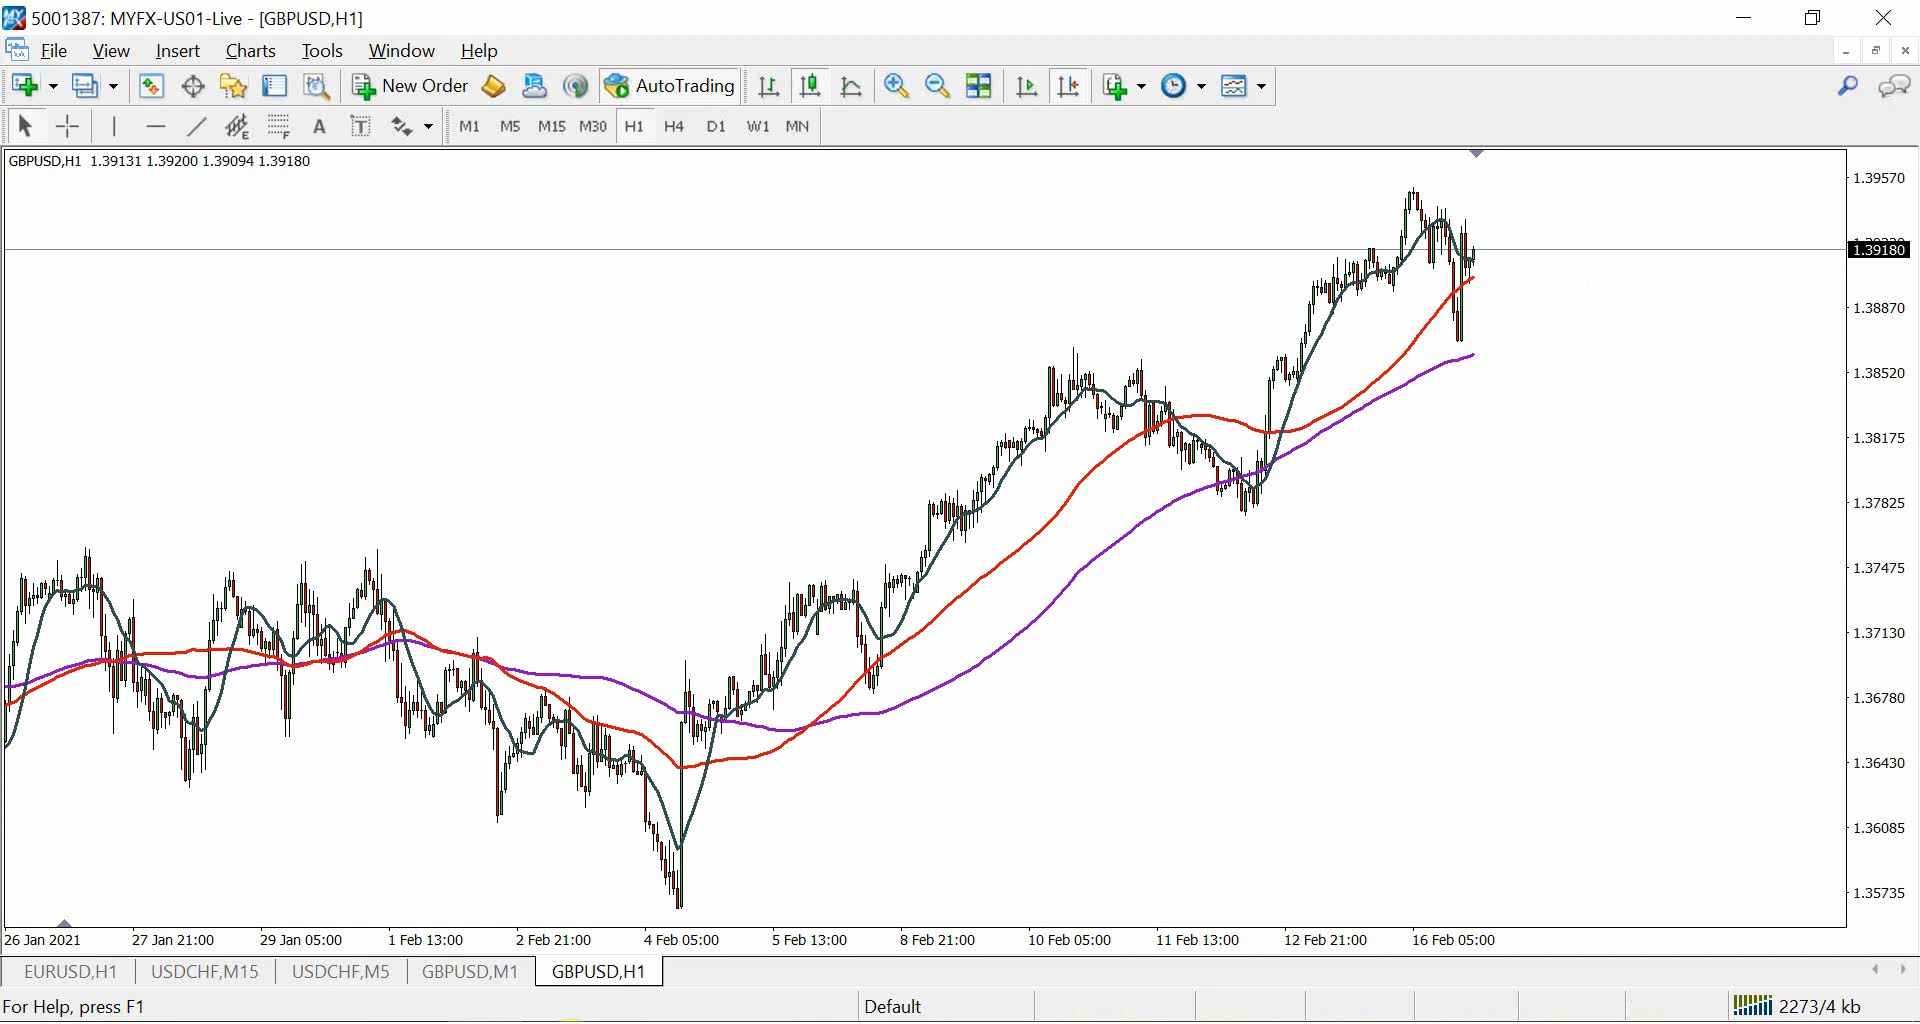 5001387: MYFX-US01-Live - [GBPUSD,H1]
File View Insert Charts Tools Window Help
New Order AutoTrading
A T M1 M5 M15 M30 H1 H4 D1 W1 MN
GBPUSD,H1 1.39131 1.39200 1.39094 1.39180
1.39570
1.39180
1.38870
1.38520
1.38175
1.37825
1.37475
1.37130
1.36780
1.36430
1.36085
1.35735
26 Jan 2021 27 Jan 21:00 29 Jan 05:00 1 Feb 13:00 2 Feb 21:00 4 Feb 05:00 5 Feb 13:00 8 Feb 21:00 10 Feb 05:00 11 Feb 13:00 12 Feb 21:00 16 Feb 05:00
EURUSD,H1 USDCHF,M15 USDCHF,M5 GBPUSD,M1 GBPUSD,H1
For Help, press F1 Default 2273/4 kb